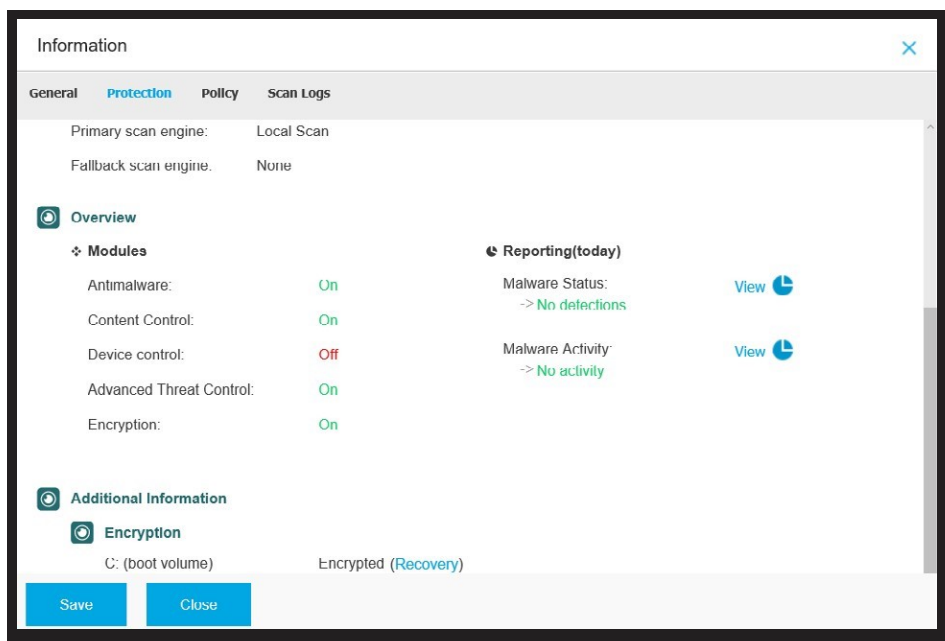 Information
General Protection Policy Scan Logs
Primary scan engine: Local Scan
Fallback scan engine: None
Overview
Modules
Antimalware: On
Content Control: On
Device control: Off
Advanced Threat Control: On
Encryption: On
Reporting(today)
Malware Status: View
-> No detections
Malware Activity: View
-> No activity
Additional Information
Encryption
C: (boot volume) Encrypted (Recovery)
Save Close